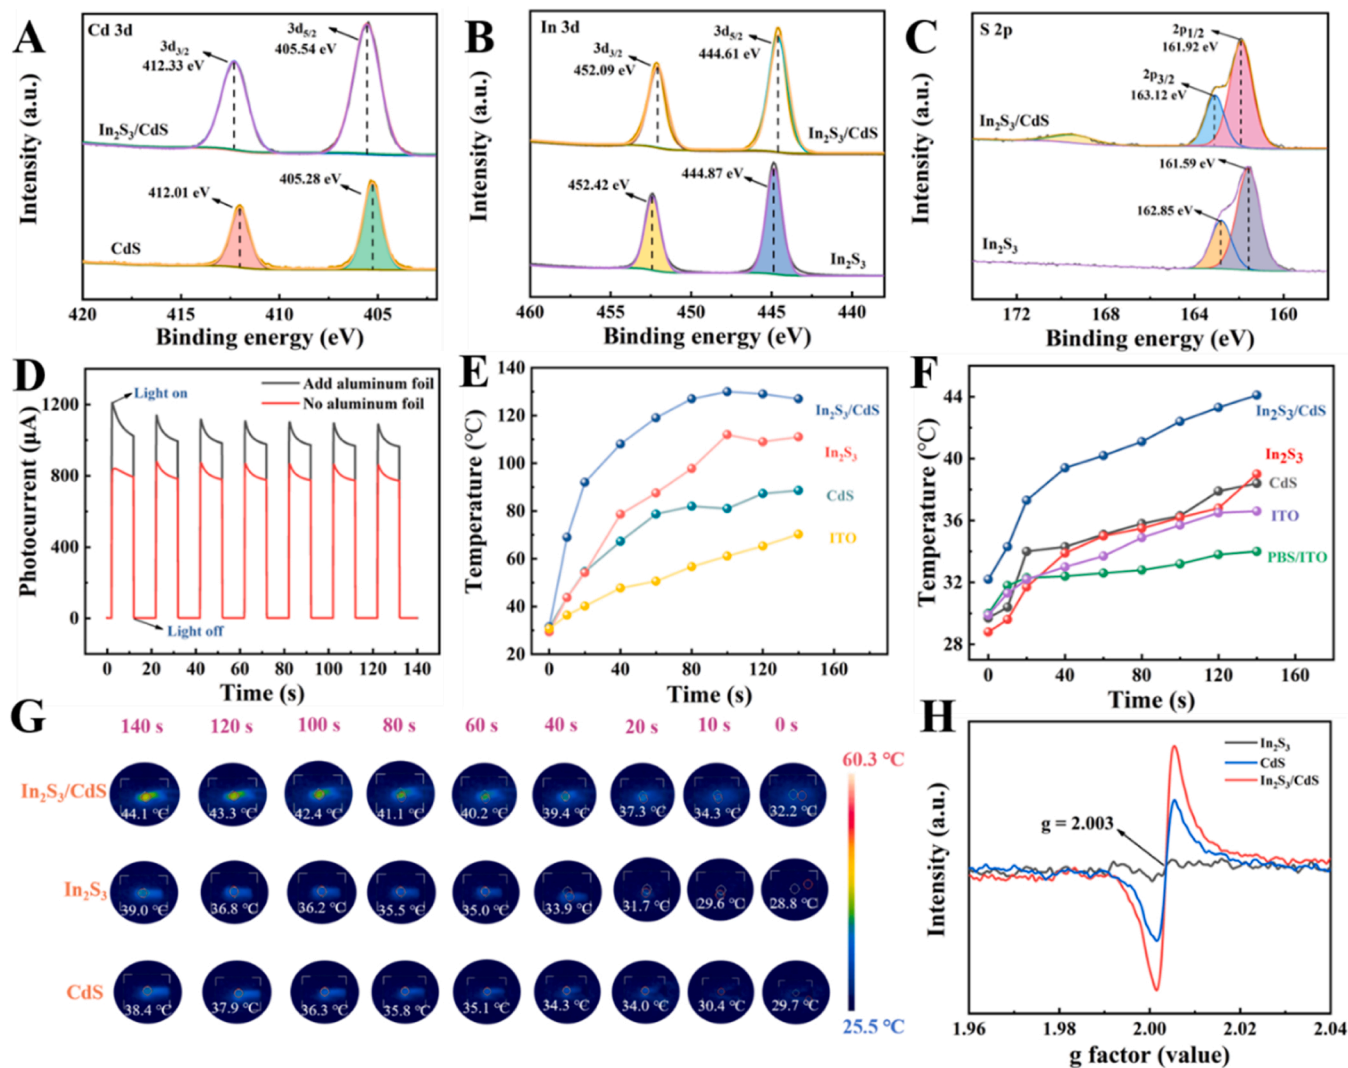 A
Cd 3d
3d3/2
412.33 eV
3d5/2
405.54 eV
In2S3/CdS
412.01 eV
405.28 eV
CdS
Intensity (a.u.)
420 415 410 405
Binding energy (eV)
B
In 3d
3d3/2
452.09 eV
3d5/2
444.61 eV
In2S3/CdS
452.42 eV
444.87 eV
In2S3
Intensity (a.u.)
460 455 450 445 440
Binding energy (eV)
C
S 2p
2p1/2
161.92 eV
2p3/2
163.12 eV
In2S3/CdS
161.59 eV
162.85 eV
In2S3
Intensity (a.u.)
172 168 164 160
Binding energy (eV)
D
Light on
Add aluminum foil
No aluminum foil
Light off
Photocurrent (μA)
1200
800
400
0
0 20 40 60 80 100 120 140
Time (s)
E
In2S3/CdS
In2S3
CdS
ITO
Temperature (°C)
140
120
100
80
60
40
20
0 40 80 120 160
Time (s)
F
In2S3/CdS
In2S3
CdS
ITO
PBS/ITO
Temperature (°C)
44
40
36
32
28
0 40 80 120 160
Time (s)
G
140 s 120 s 100 s 80 s 60 s 40 s 20 s 10 s 0 s
In2S3/CdS
44.1 °C 43.3 °C 42.4 °C 41.1 °C 40.2 °C 39.4 °C 37.3 °C 34.3 °C 32.2 °C
In2S3
39.0 °C 36.8 °C 36.2 °C 35.5 °C 35.0 °C 33.9 °C 31.7 °C 29.6 °C 28.8 °C
CdS
38.4 °C 37.9 °C 36.3 °C 35.8 °C 35.1 °C 34.3 °C 34.0 °C 30.4 °C 29.7 °C
60.3 °C
25.5 °C
H
In2S3
CdS
In2S3/CdS
g = 2.003
Intensity (a.u.)
1.96 1.98 2.00 2.02 2.04
g factor (value)